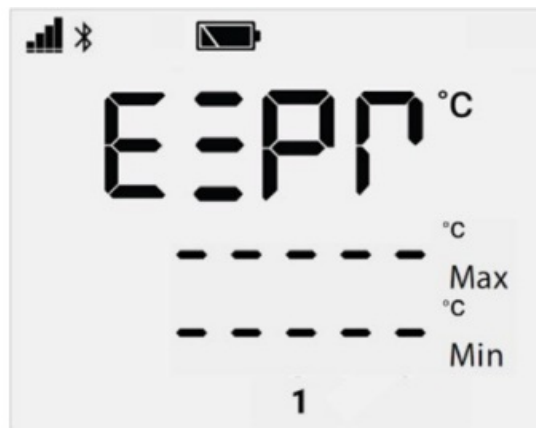 E≡Pr °C
°C
- - - - - Max
°C
- - - - - Min
1